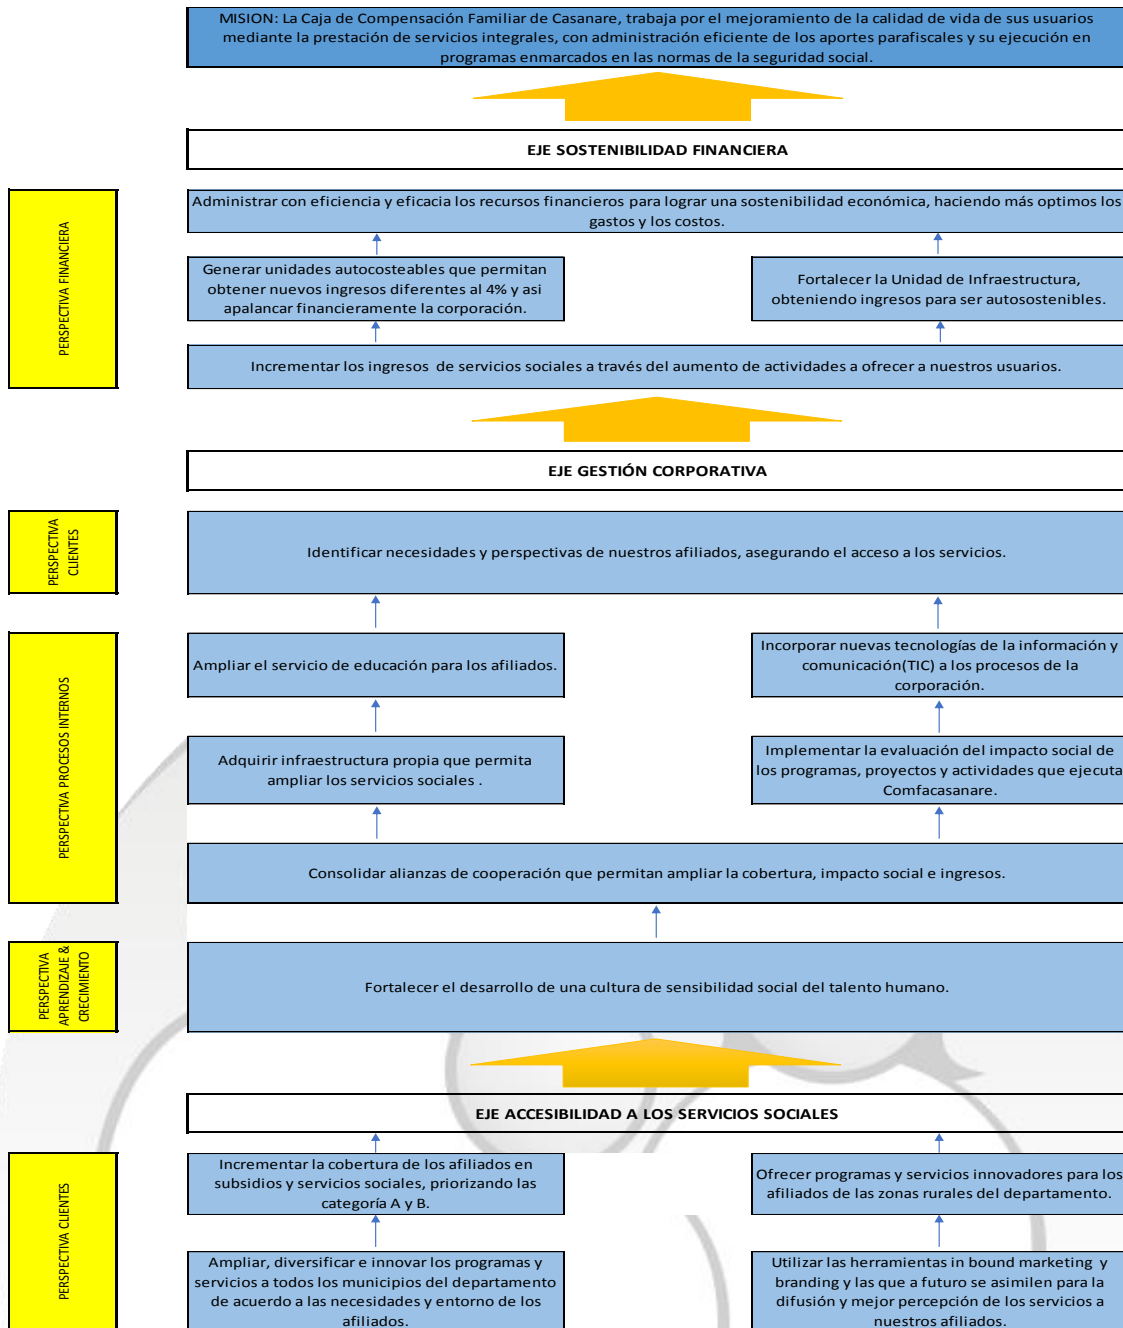 MISION: La Caja de Compensación Familiar de Casanare, trabaja por el mejoramiento de la calidad de vida de sus usuarios
mediante la prestación de servicios integrales, con administración eficiente de los aportes parafiscales y su ejecución en
programas enmarcados en las normas de la seguridad social.
EJE SOSTENIBILIDAD FINANCIERA
PERSPECTIVA FINANCIERA
Administrar con eficiencia y eficacia los recursos financieros para lograr una sostenibilidad económica, haciendo más optimos los
gastos y los costos.
Generar unidades autocosteables que permitan
obtener nuevos ingresos diferentes al 4% y asi
apalancar financieramente la corporación.
Fortalecer la Unidad de Infraestructura,
obteniendo ingresos para ser autosostenibles.
Incrementar los ingresos de servicios sociales a través del aumento de actividades a ofrecer a nuestros usuarios.
EJE GESTIÓN CORPORATIVA
PERSPECTIVA
CLIENTES
Identificar necesidades y perspectivas de nuestros afiliados, asegurando el acceso a los servicios.
PERSPECTIVA PROCESOS INTERNOS
Ampliar el servicio de educación para los afiliados.
Incorporar nuevas tecnologías de la información y
comunicación(TIC) a los procesos de la
corporación.
Adquirir infraestructura propia que permita
ampliar los servicios sociales .
Implementar la evaluación del impacto social de
los programas, proyectos y actividades que ejecuta
Comfacasanare.
Consolidar alianzas de cooperación que permitan ampliar la cobertura, impacto social e ingresos.
PERSPECTIVA
APRENDIZAJE &
CRECIMIENTO
Fortalecer el desarrollo de una cultura de sensibilidad social del talento humano.
EJE ACCESIBILIDAD A LOS SERVICIOS SOCIALES
PERSPECTIVA CLIENTES
Incrementar la cobertura de los afiliados en
subsidios y servicios sociales, priorizando las
categoría A y B.
Ofrecer programas y servicios innovadores para los
afiliados de las zonas rurales del departamento.
Ampliar, diversificar e innovar los programas y
servicios a todos los municipios del departamento
de acuerdo a las necesidades y entorno de los
afiliados.
Utilizar las herramientas in bound marketing y
branding y las que a futuro se asimilen para la
difusión y mejor percepción de los servicios a
nuestros afiliados.